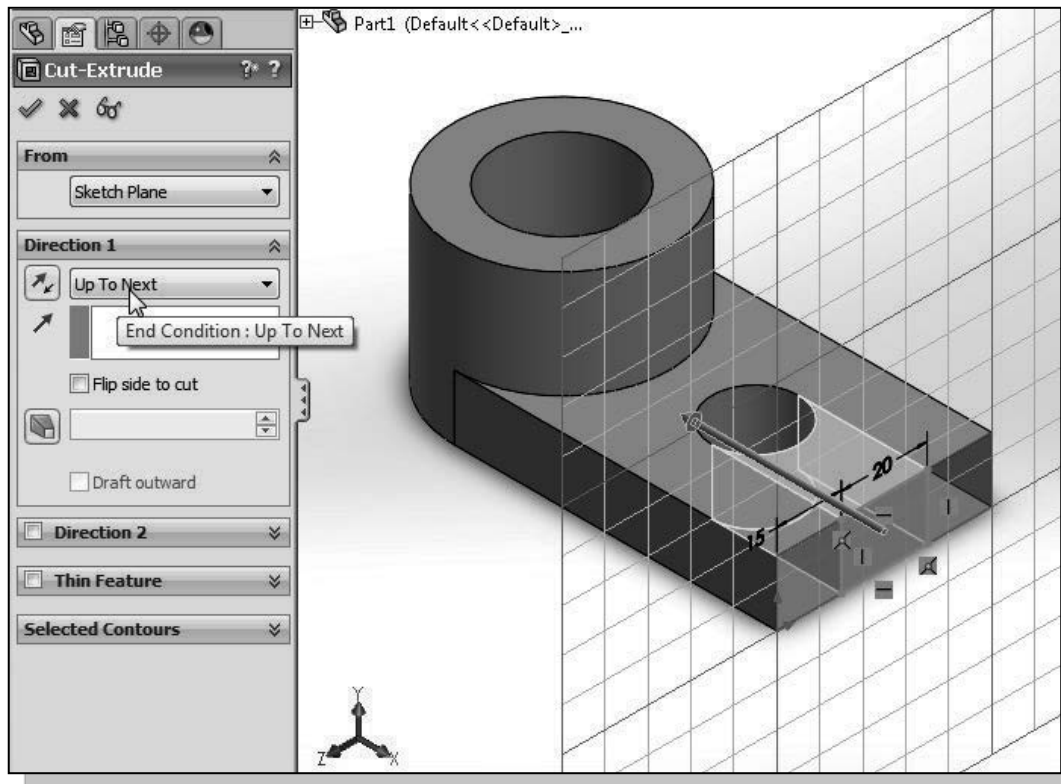 Part1 (Default<<Default>_...
Cut-Extrude
From
Sketch Plane
Direction 1
Up To Next
End Condition : Up To Next
Flip side to cut
Draft outward
Direction 2
Thin Feature
Selected Contours
20
15
Y
Z
X